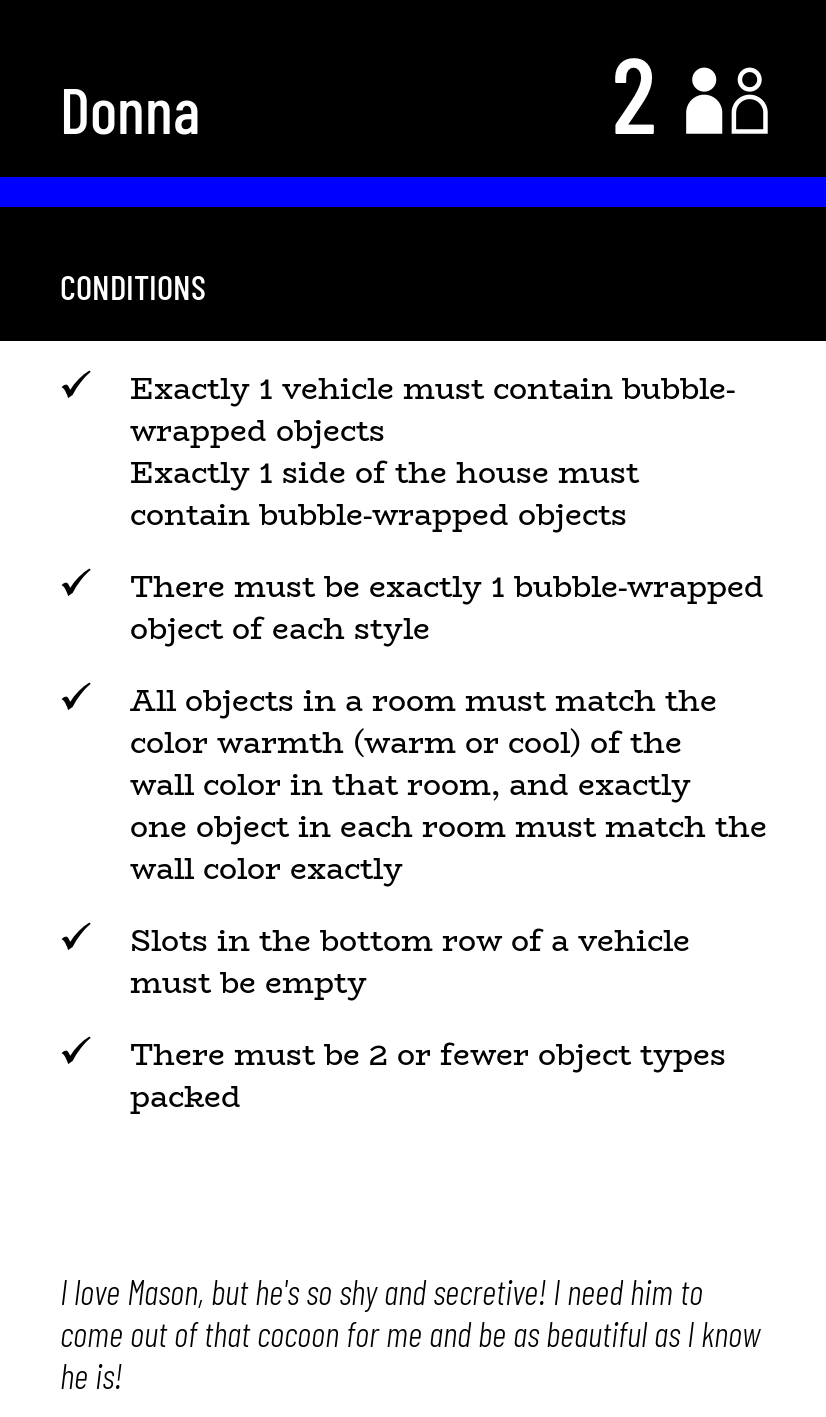 Donna
2
CONDITIONS
✓ Exactly 1 vehicle must contain bubble-
wrapped objects
Exactly 1 side of the house must
contain bubble-wrapped objects
✓ There must be exactly 1 bubble-wrapped
object of each style
✓ All objects in a room must match the
color warmth (warm or cool) of the
wall color in that room, and exactly
one object in each room must match the
wall color exactly
✓ Slots in the bottom row of a vehicle
must be empty
✓ There must be 2 or fewer object types
packed
I love Mason, but he's so shy and secretive! I need him to
come out of that cocoon for me and be as beautiful as I know
he is!